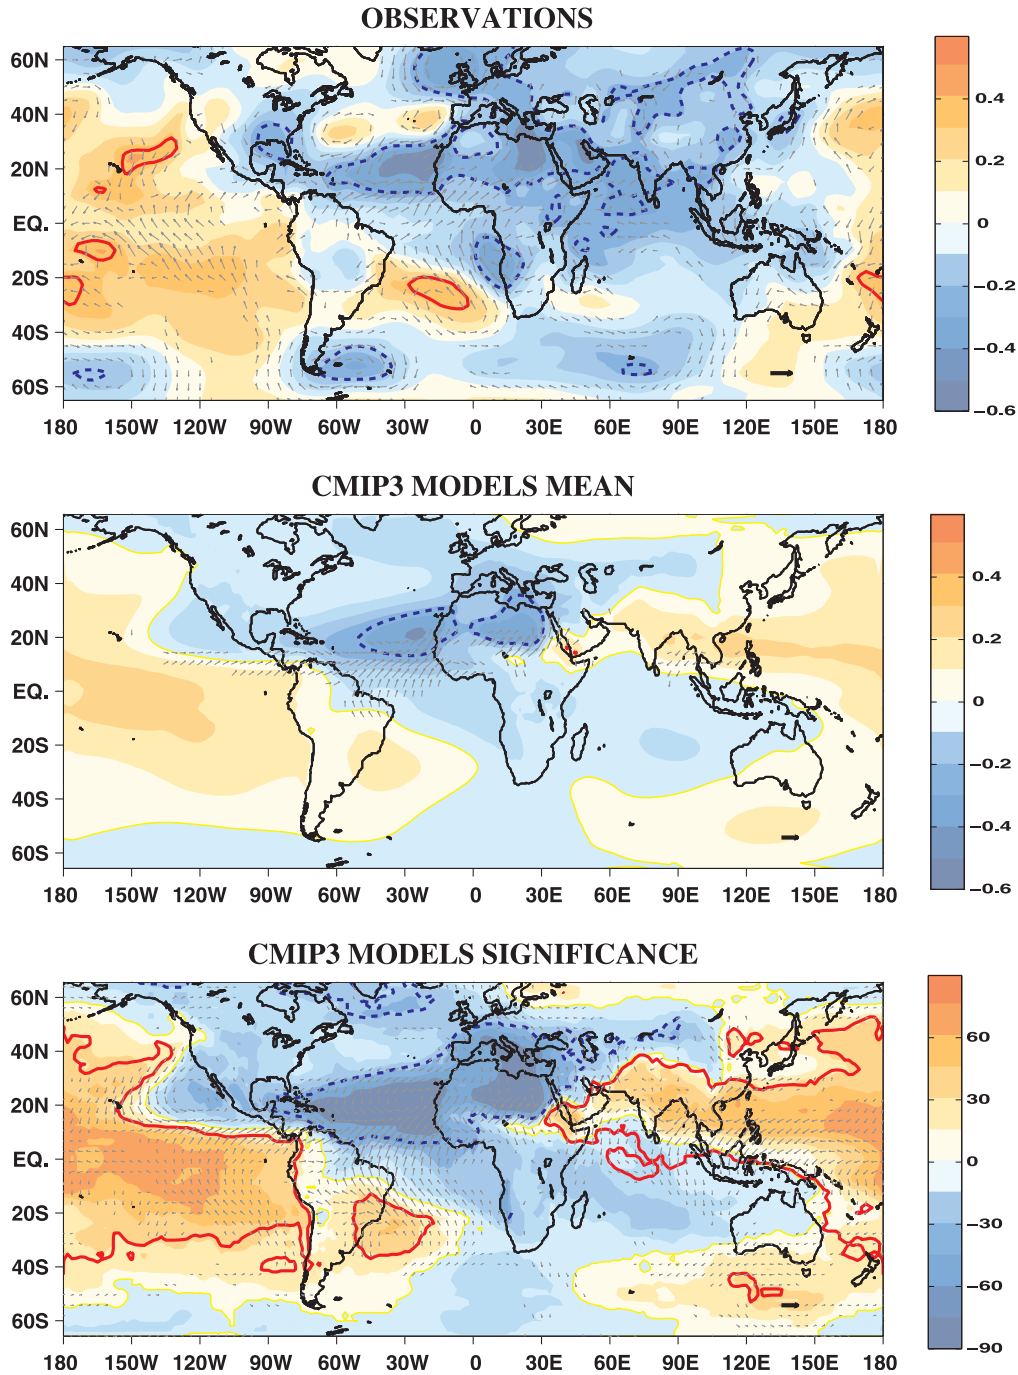 OBSERVATIONS
60N
40N
20N
EQ.
20S
40S
60S
180 150W 120W 90W 60W 30W 0 30E 60E 90E 120E 150E 180
0.4
0.2
0
−0.2
−0.4
−0.6
CMIP3 MODELS MEAN
60N
40N
20N
EQ.
20S
40S
60S
180 150W 120W 90W 60W 30W 0 30E 60E 90E 120E 150E 180
0.4
0.2
0
−0.2
−0.4
−0.6
CMIP3 MODELS SIGNIFICANCE
60N
40N
20N
EQ.
20S
40S
60S
180 150W 120W 90W 60W 30W 0 30E 60E 90E 120E 150E 180
60
30
0
−30
−60
−90